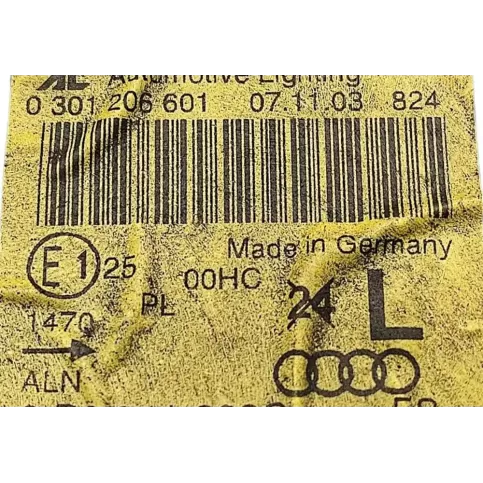 Automotive Lighting
0 301 206 601 07.11.03 824
Made in Germany
E1 25 00HC 24 L
PL
1470
ALN